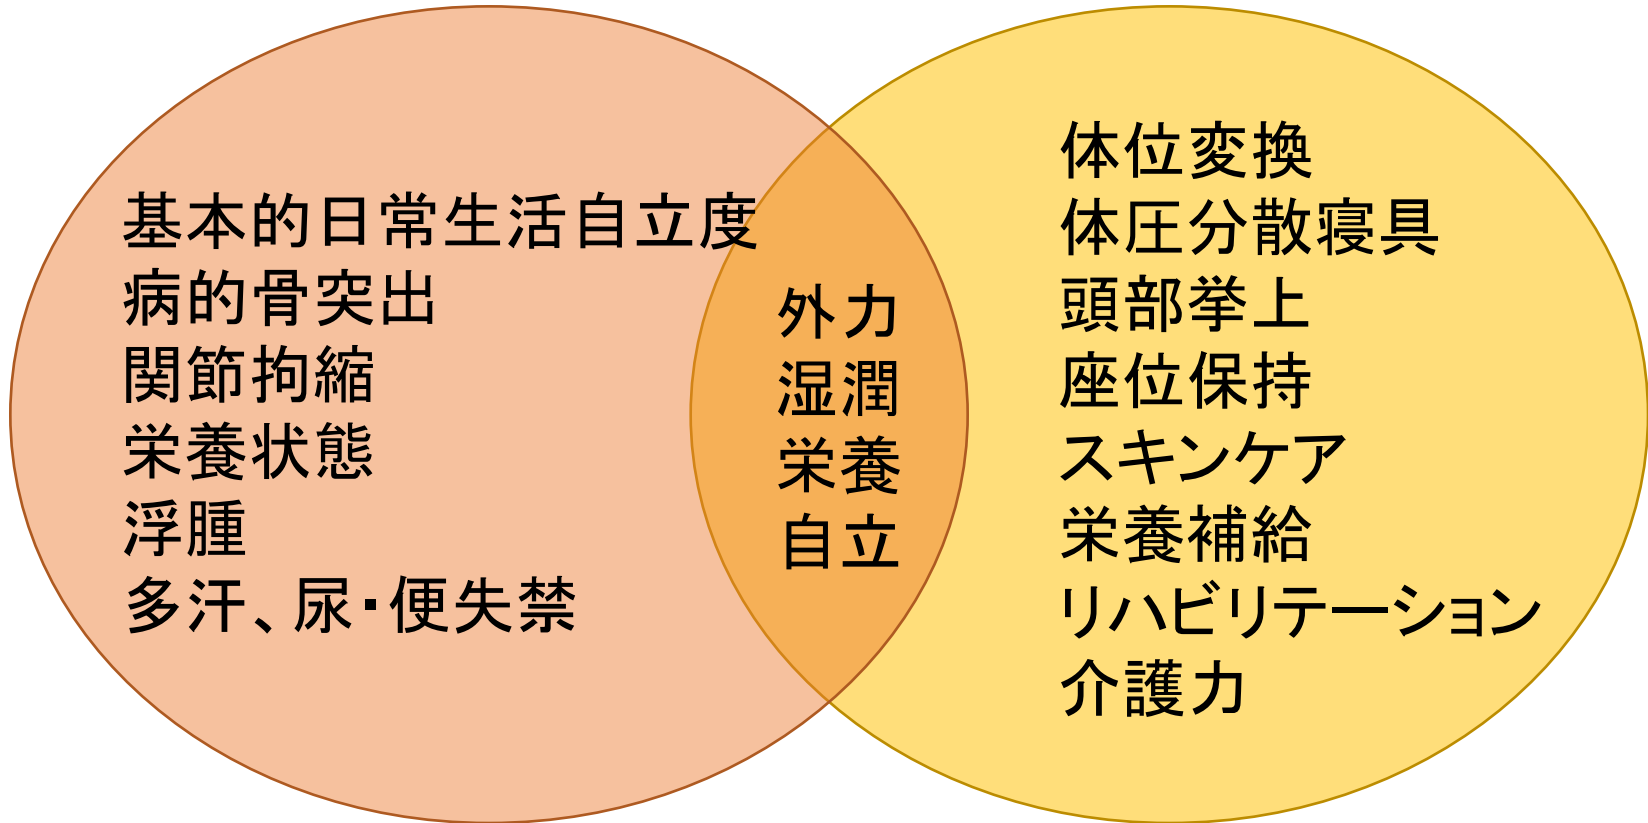 基本的日常生活自立度
病的骨突出
関節拘縮
栄養状態
浮腫
多汗、尿・便失禁
外力
湿潤
栄養
自立
体位変換
体圧分散寝具
頭部挙上
座位保持
スキンケア
栄養補給
リハビリテーション
介護力